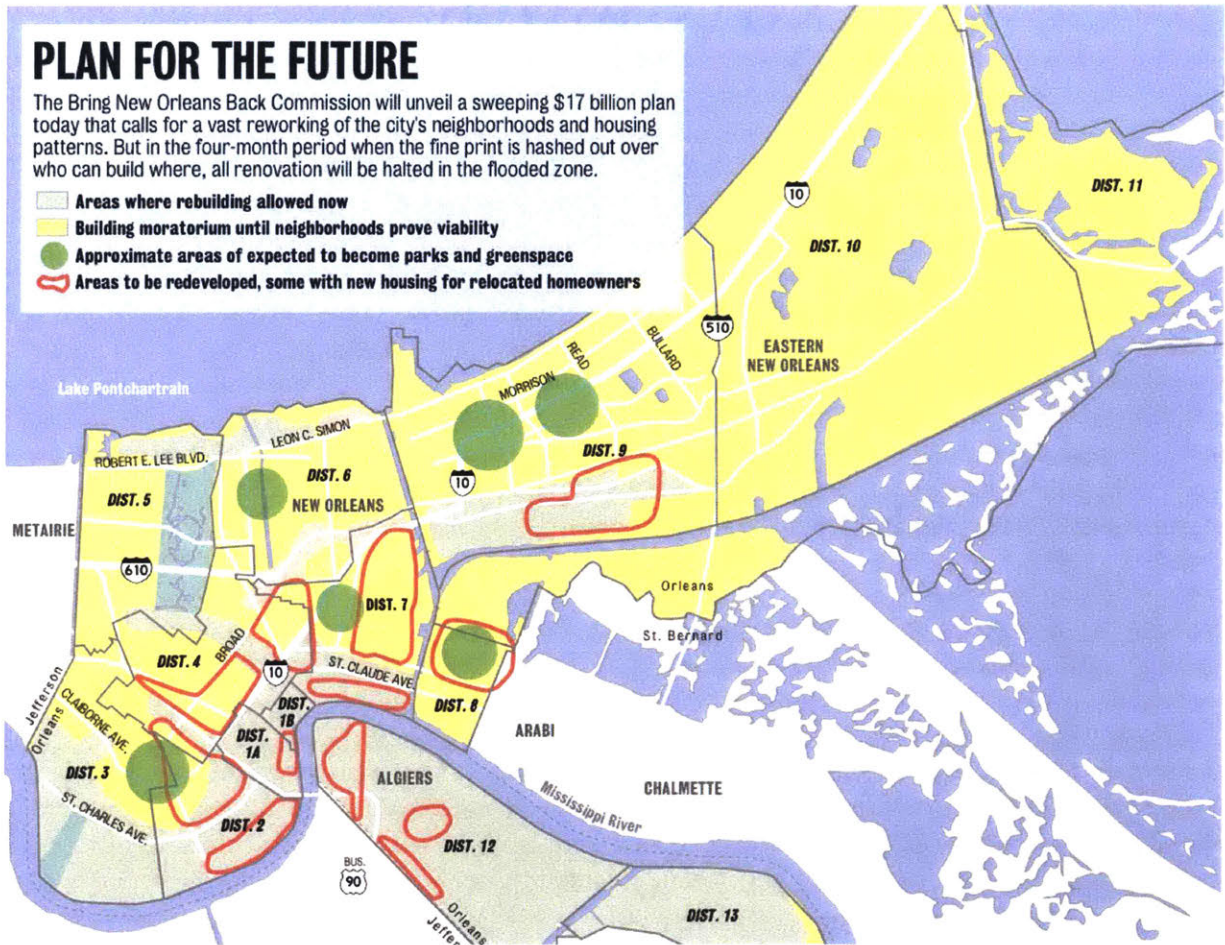 PLAN FOR THE FUTURE
The Bring New Orleans Back Commission will unveil a sweeping $17 billion plan
today that calls for a vast reworking of the city's neighborhoods and housing
patterns. But in the four-month period when the fine print is hashed out over
who can build where, all renovation will be halted in the flooded zone.
Areas where rebuilding allowed now
Building moratorium until neighborhoods prove viability
Approximate areas of expected to become parks and greenspace
Areas to be redeveloped, some with new housing for relocated homeowners
DIST. 11
10
DIST. 10
510
EASTERN
NEW ORLEANS
BULLARD
READ
MORRISON
Lake Pontchartrain
LEON C. SIMON
ROBERT E. LEE BLVD.
DIST. 9
DIST. 6
10
DIST. 5
NEW ORLEANS
METAIRIE
610
Orleans
DIST. 7
St. Bernard
BROAD
DIST. 4
10
ST. CLAUDE AVE.
Jefferson
Orleans
CLAIBORNE AVE.
DIST.
1B
DIST. 8
DIST.
1A
ARABI
DIST. 3
ALGIERS
CHALMETTE
Mississippi River
ST. CHARLES AVE.
DIST. 2
DIST. 12
BUS.
90
Orleans
Jeffer
DIST. 13